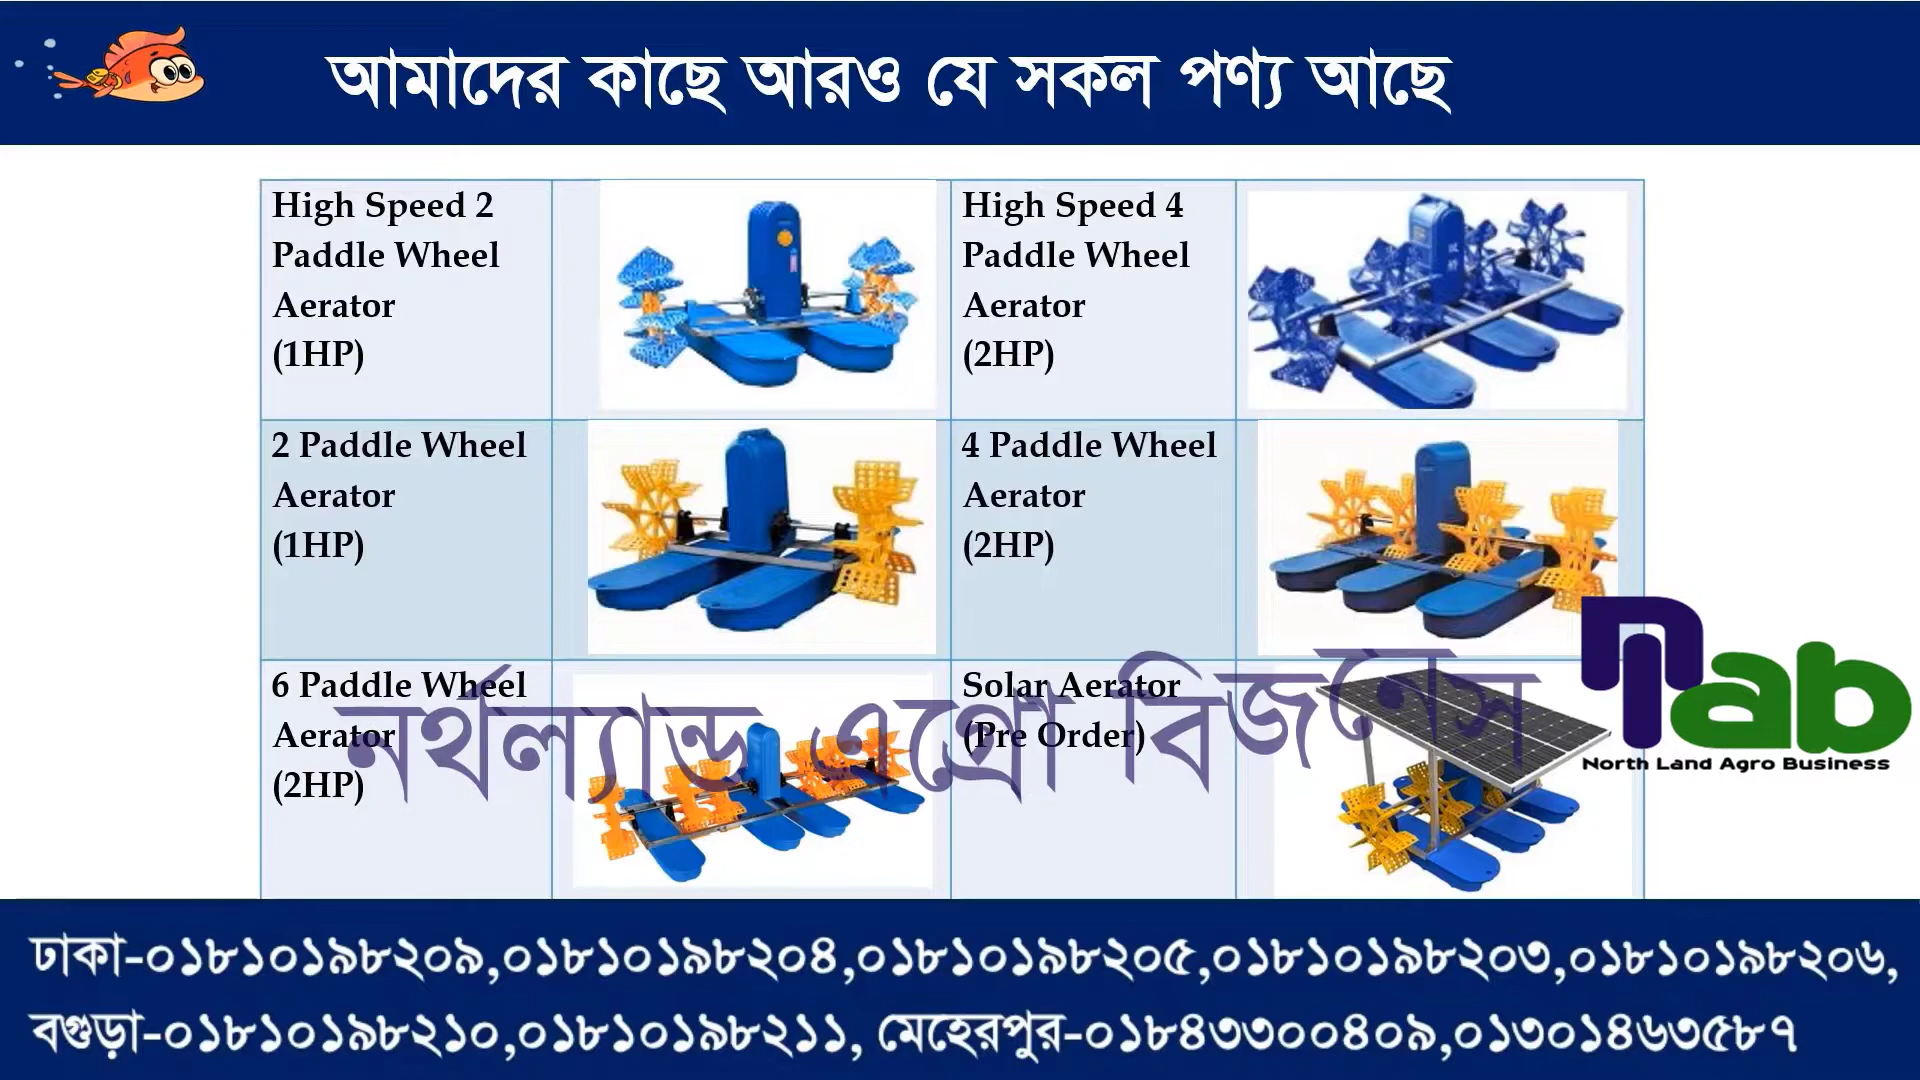 আমাদের কাছে আরও যে সকল পণ্য আছে
High Speed 2
Paddle Wheel
Aerator
(1HP)
High Speed 4
Paddle Wheel
Aerator
(2HP)
2 Paddle Wheel
Aerator
(1HP)
4 Paddle Wheel
Aerator
(2HP)
6 Paddle Wheel
Aerator
(2HP)
Solar Aerator
(Pre Order)
নর্থল্যান্ড এগ্রো বিজনেস
nab
North Land Agro Business
ঢাকা-০১৮১০১৯৮২০৯,০১৮১০১৯৮২০৪,০১৮১০১৯৮২০৫,০১৮১০১৯৮২০৩,০১৮১০১৯৮২০৬,
বগুড়া-০১৮১০১৯৮২১০,০১৮১০১৯৮২১১, মেহেরপুর-০১৮৪৩৩০০৪০৯,০১৩০১৪৬৩৫৮৭